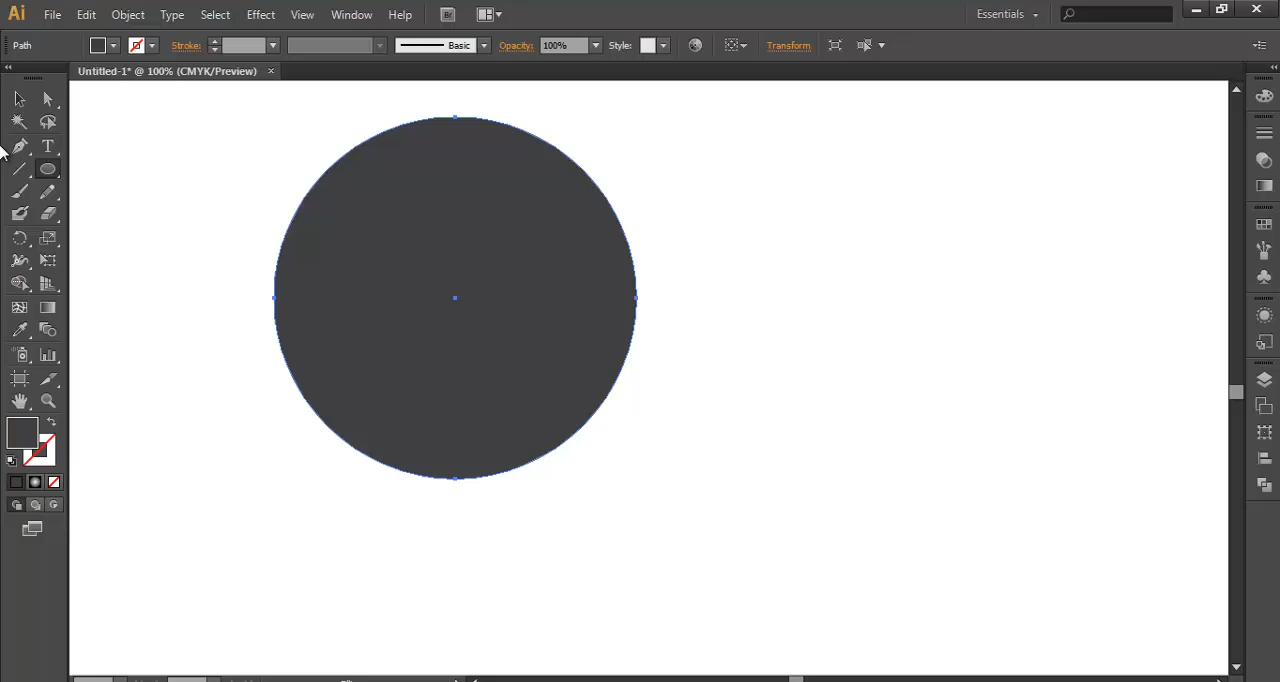 Ai File Edit Object Type Select Effect View Window Help Br Essentials
Path Stroke: Basic Opacity: 100% Style: Transform
Untitled-1* @ 100% (CMYK/Preview) ×
T